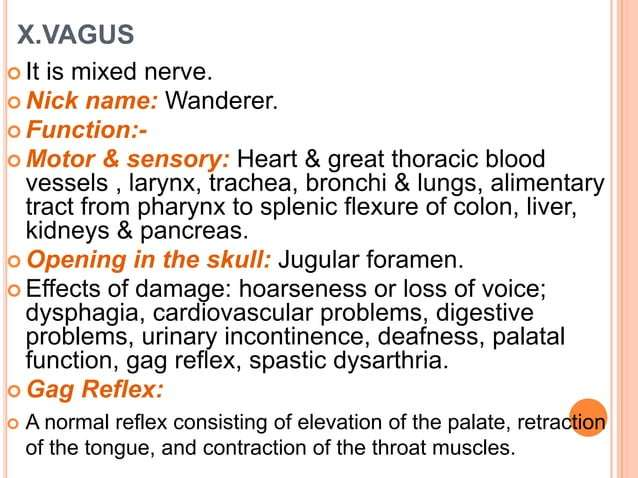 X.VAGUS
It is mixed nerve.
Nick name: Wanderer.
Function:-
Motor & sensory: Heart & great thoracic blood
vessels , larynx, trachea, bronchi & lungs, alimentary
tract from pharynx to splenic flexure of colon, liver,
kidneys & pancreas.
Opening in the skull: Jugular foramen.
Effects of damage: hoarseness or loss of voice;
dysphagia, cardiovascular problems, digestive
problems, urinary incontinence, deafness, palatal
function, gag reflex, spastic dysarthria.
Gag Reflex:
A normal reflex consisting of elevation of the palate, retraction
of the tongue, and contraction of the throat muscles.